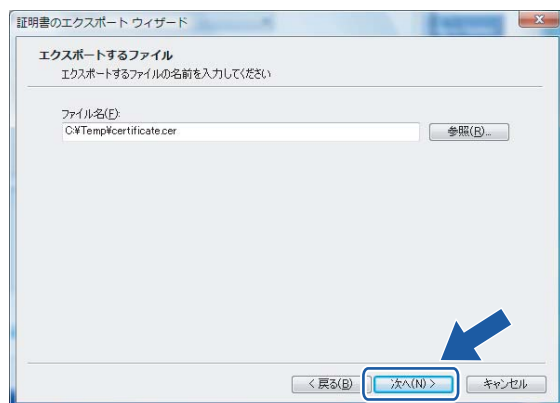 証明書のエクスポート ウィザード
エクスポートするファイル
エクスポートするファイルの名前を入力してください
ファイル名(F):
C:¥Temp¥certificate.cer
参照(R)...
< 戻る(B)
次へ(N) >
キャンセル